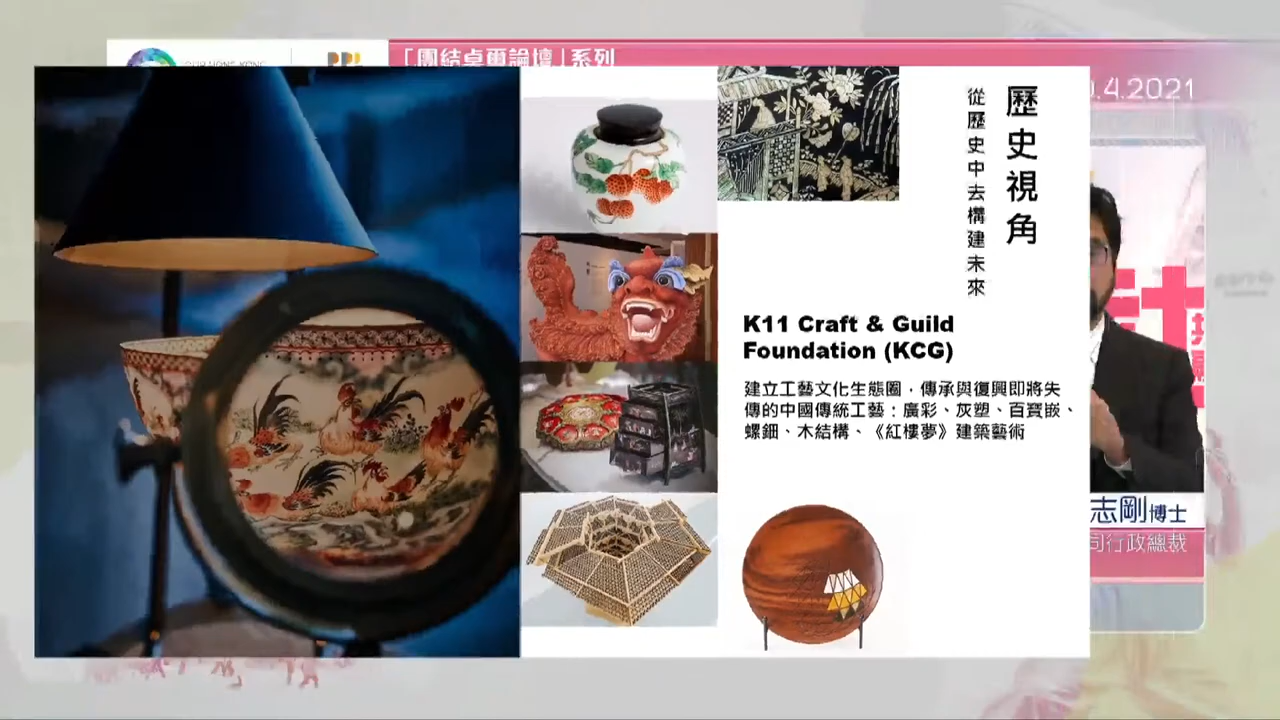 「團結桌面論壇」系列
.4.2021
歷史視角
從歷史中去構建未來
K11 Craft & Guild
Foundation (KCG)
建立工藝文化生態圈，傳承與復興即將失
傳的中國傳統工藝：廣彩、灰塑、百寶嵌、
螺鈿、木結構、《紅樓夢》建築藝術
志剛博士
司行政總裁